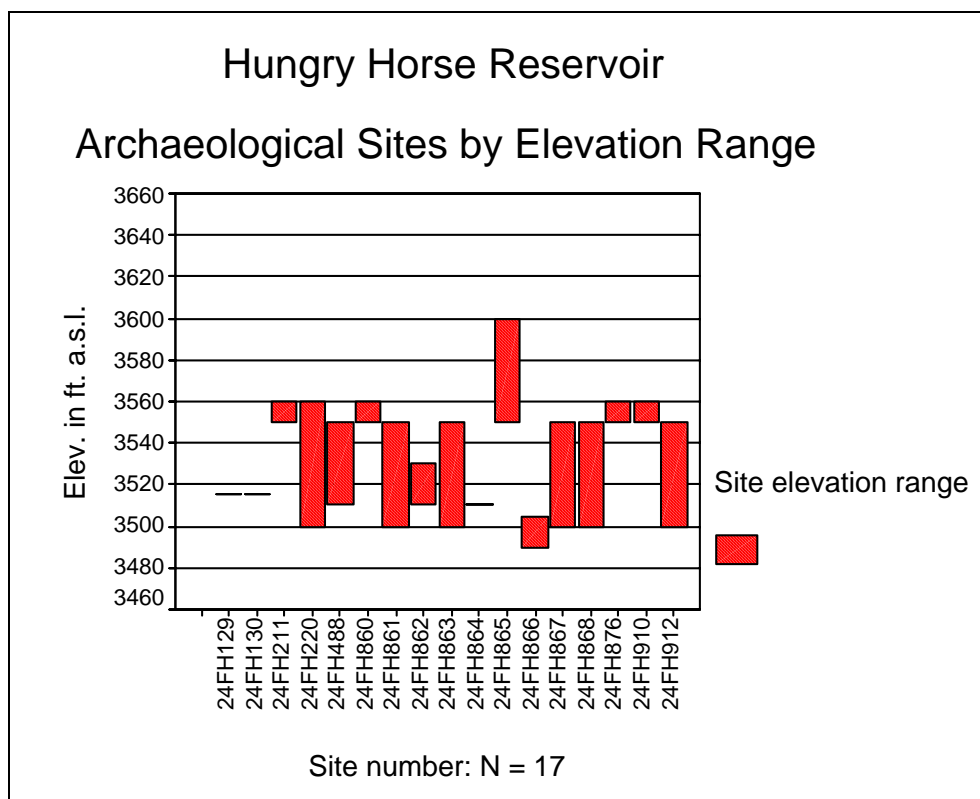 Hungry Horse Reservoir
Archaeological Sites by Elevation Range
3660
3640
3620
3600
3580
3560
3540
3520
3500
3480
3460
Elev. in ft. a.s.l.
24FH129
24FH130
24FH211
24FH220
24FH488
24FH860
24FH861
24FH862
24FH863
24FH864
24FH865
24FH866
24FH867
24FH868
24FH876
24FH910
24FH912
Site number: N = 17
Site elevation range